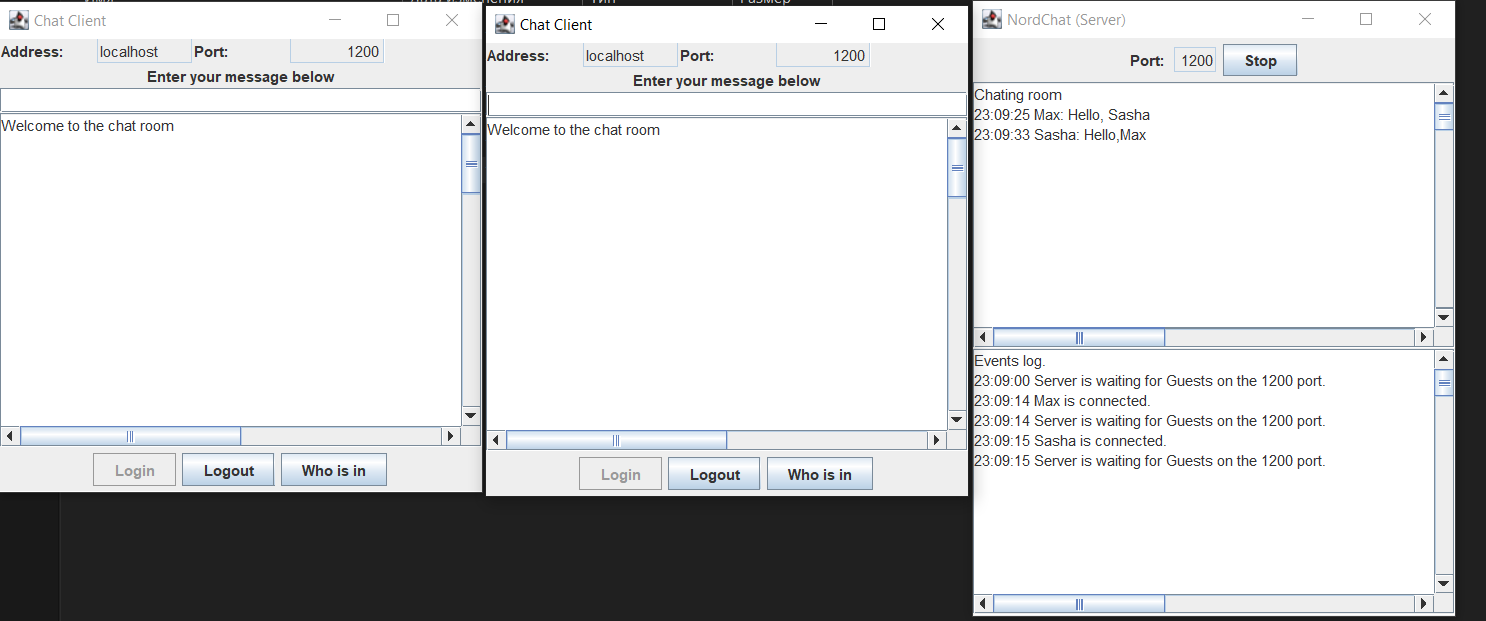 Chat Client
Address: localhost Port: 1200
Enter your message below
Welcome to the chat room
Login Logout Who is in
Chat Client
Address: localhost Port: 1200
Enter your message below
Welcome to the chat room
Login Logout Who is in
NordChat (Server)
Port: 1200 Stop
Chating room
23:09:25 Max: Hello, Sasha
23:09:33 Sasha: Hello,Max
Events log.
23:09:00 Server is waiting for Guests on the 1200 port.
23:09:14 Max is connected.
23:09:14 Server is waiting for Guests on the 1200 port.
23:09:15 Sasha is connected.
23:09:15 Server is waiting for Guests on the 1200 port.